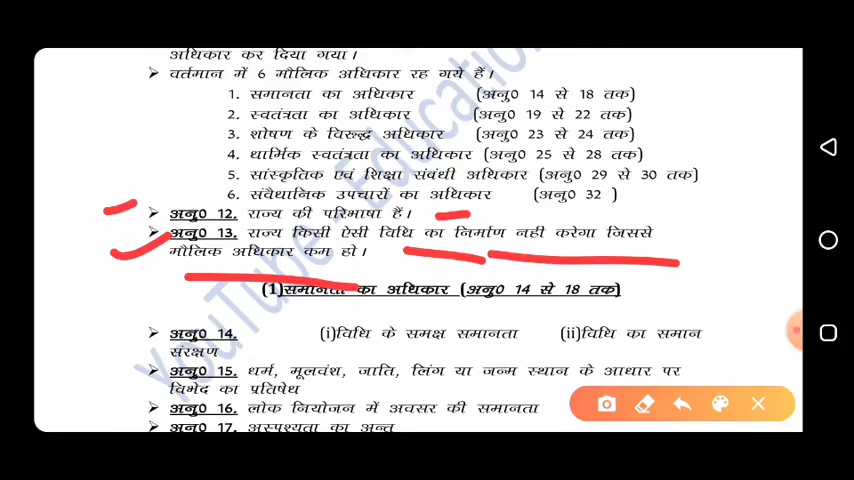 अधिकार कर दिया गया।
➢ वर्तमान में 6 मौलिक अधिकार रह गये हैं।
1. समानता का अधिकार (अनु0 14 से 18 तक)
2. स्वतंत्रता का अधिकार (अनु0 19 से 22 तक)
3. शोषण के विरूद्ध अधिकार (अनु0 23 से 24 तक)
4. धार्मिक स्वतंत्रता का अधिकार (अनु0 25 से 28 तक)
5. सांस्कृतिक एवं शिक्षा संबंधी अधिकार (अनु0 29 से 30 तक)
6. संवैधानिक उपचारों का अधिकार (अनु0 32 )
➢ अनु0 12. राज्य की परिभाषा हैं।
➢ अनु0 13. राज्य किसी ऐसी विधि का निर्माण नही करेगा जिससे
मौलिक अधिकार कम हो।
(1)समानता का अधिकार (अनु0 14 से 18 तक)
➢ अनु0 14. (i)विधि के समक्ष समानता (ii)विधि का समान
संरक्षण
➢ अनु0 15. धर्म, मूलवंश, जाति, लिंग या जन्म स्थान के आधार पर
विभेद का प्रतिषेध
➢ अनु0 16. लोक नियोजन में अवसर की समानता
➢ अनु0 17. अस्पृश्यता का अन्त
YouTube - Education